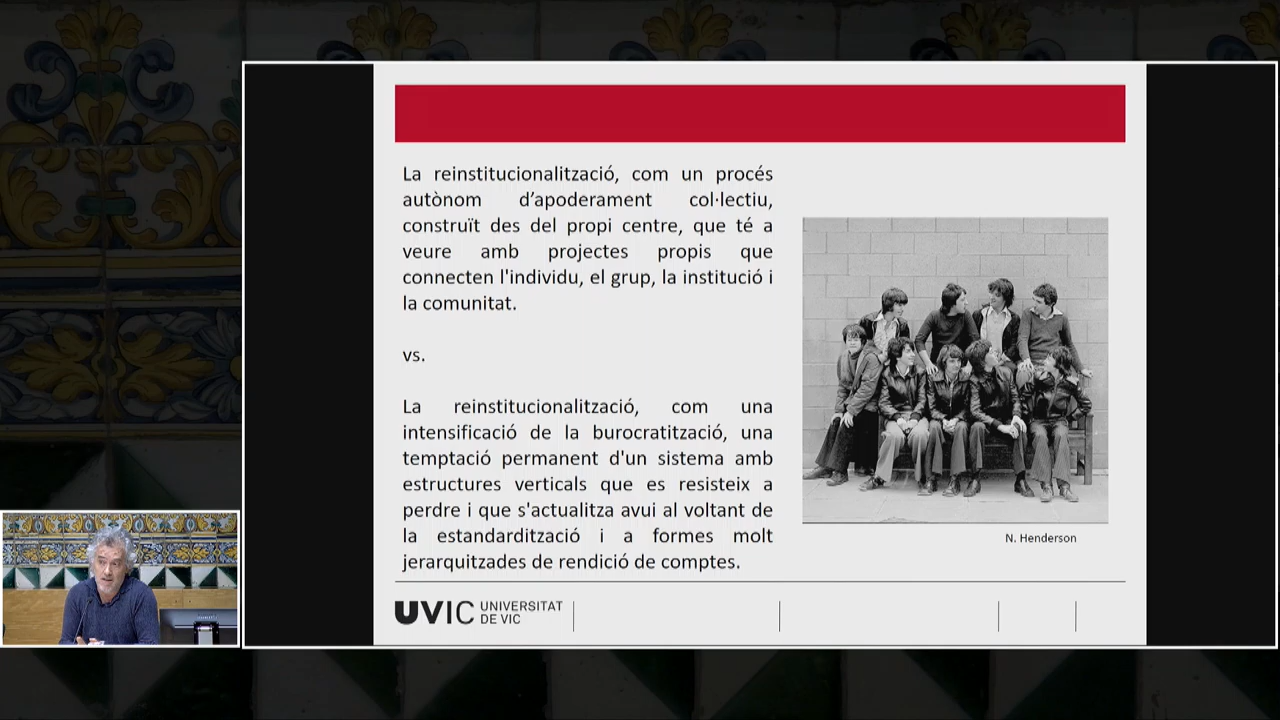 La reinstitucionalització, com un procés
autònom d'apoderament col·lectiu,
construït des del propi centre, que té a
veure amb projectes propis que
connecten l'individu, el grup, la institució i
la comunitat.
vs.
La reinstitucionalització, com una
intensificació de la burocratització, una
temptació permanent d'un sistema amb
estructures verticals que es resisteix a
perdre i que s'actualitza avui al voltant de
la estandardització i a formes molt
jerarquitzades de rendició de comptes.
N. Henderson
UVIC UNIVERSITAT
DE VIC